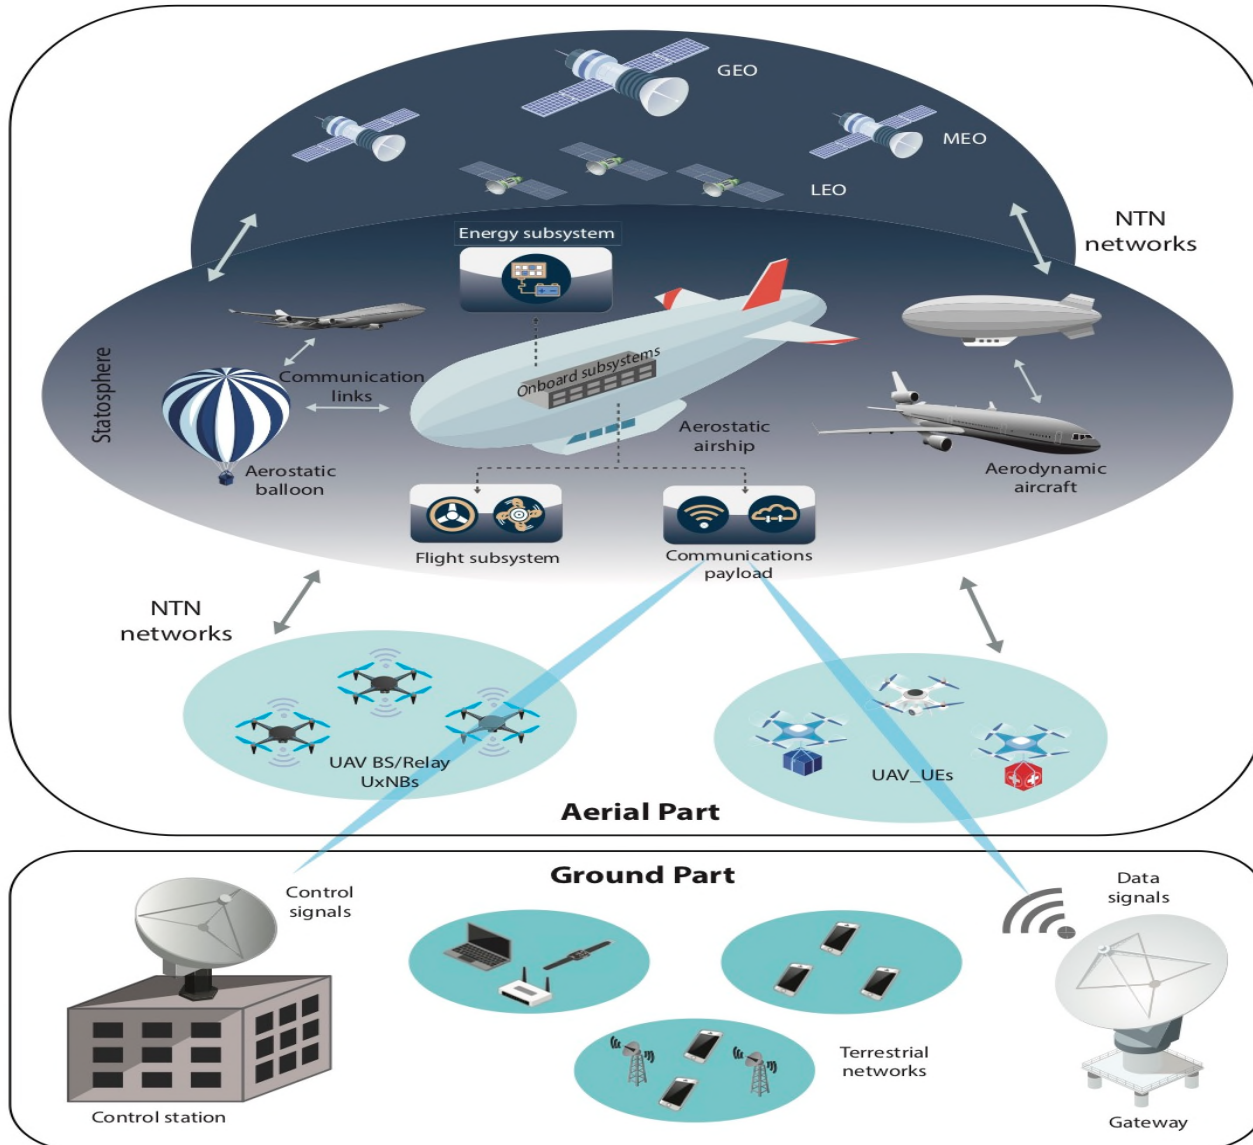 GEO
MEO
LEO
NTN
networks
Energy subsystem
Statosphere
Communication
links
Onboard subsystems
Aerostatic
airship
Aerostatic
balloon
Aerodynamic
aircraft
Flight subsystem
Communications
payload
NTN
networks
UAV BS/Relay
UxNBs
UAV_UEs
Aerial Part
Ground Part
Control
signals
Data
signals
Terrestrial
networks
Control station
Gateway